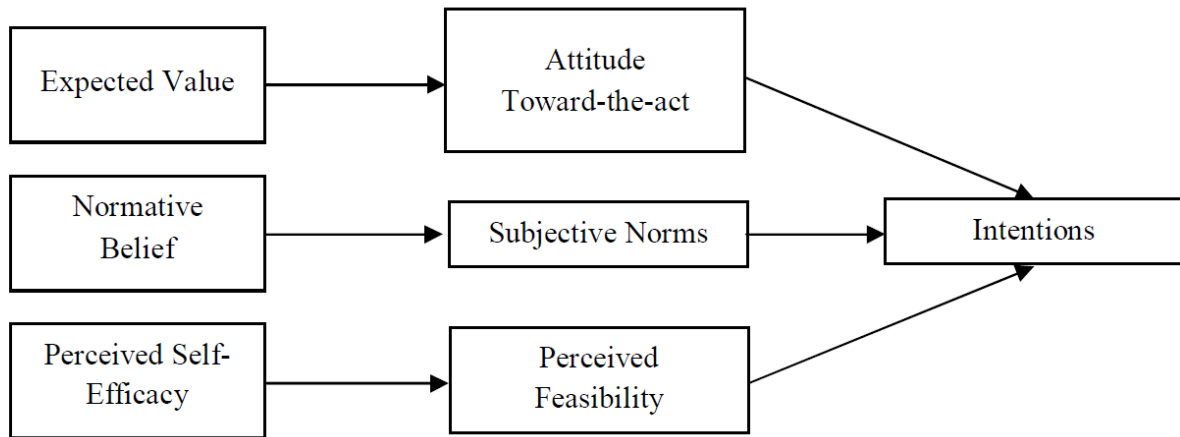 Expected Value
Attitude
Toward-the-act
Normative
Belief
Subjective Norms
Intentions
Perceived Self-
Efficacy
Perceived
Feasibility